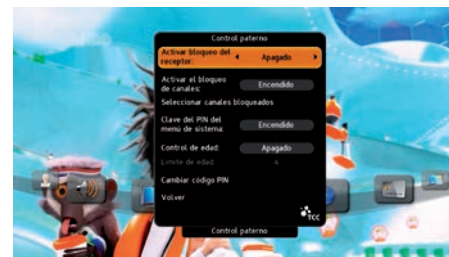 Control paterno
Activar bloqueo del
receptor:
Apagado
Activar el bloqueo
de canales:
Encendido
Seleccionar canales bloqueados
Clave del PIN del
menú de sistema:
Encendido
Control de edad:
Apagado
Límite de edad:
4
Cambiar código PIN
Volver
TCC
Control paterno